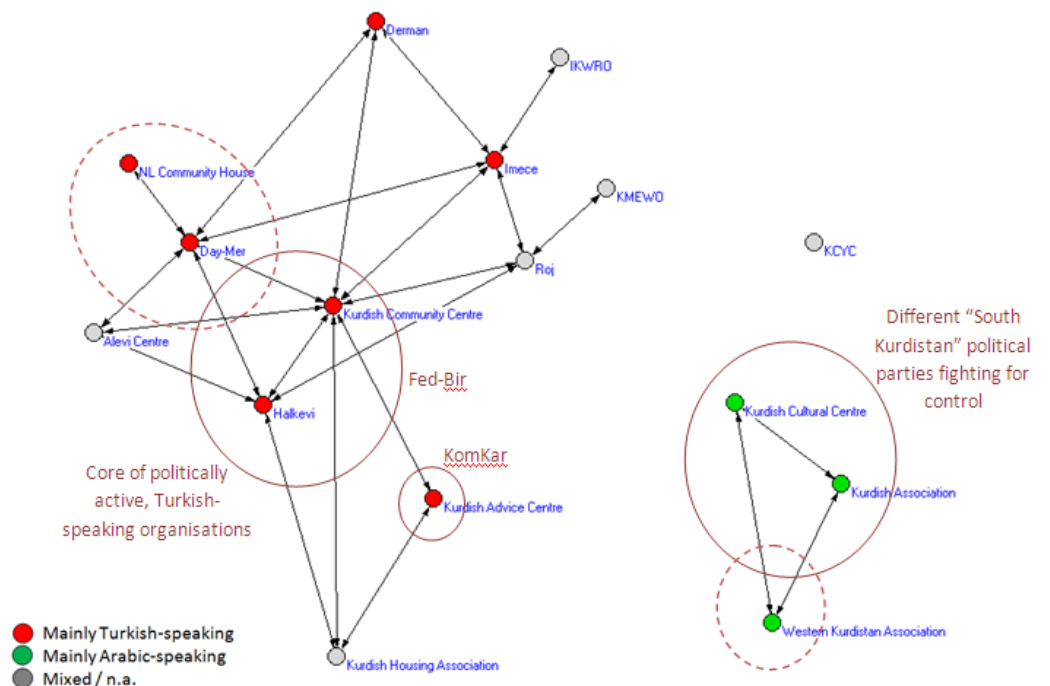 Derman
IKWRO
Imece
NL Community House
KMEWO
Day-Mer
KCYC
Roj
Kurdish Community Centre
Alevi Centre
Different “South
Kurdistan” political
parties fighting for
control
Fed-Bir
Halkevi
Kurdish Cultural Centre
KomKar
Core of politically
active, Turkish-
speaking organisations
Kurdish Association
Kurdish Advice Centre
Western Kurdistan Association
Mainly Turkish-speaking
Mainly Arabic-speaking
Mixed / n.a.
Kurdish Housing Association